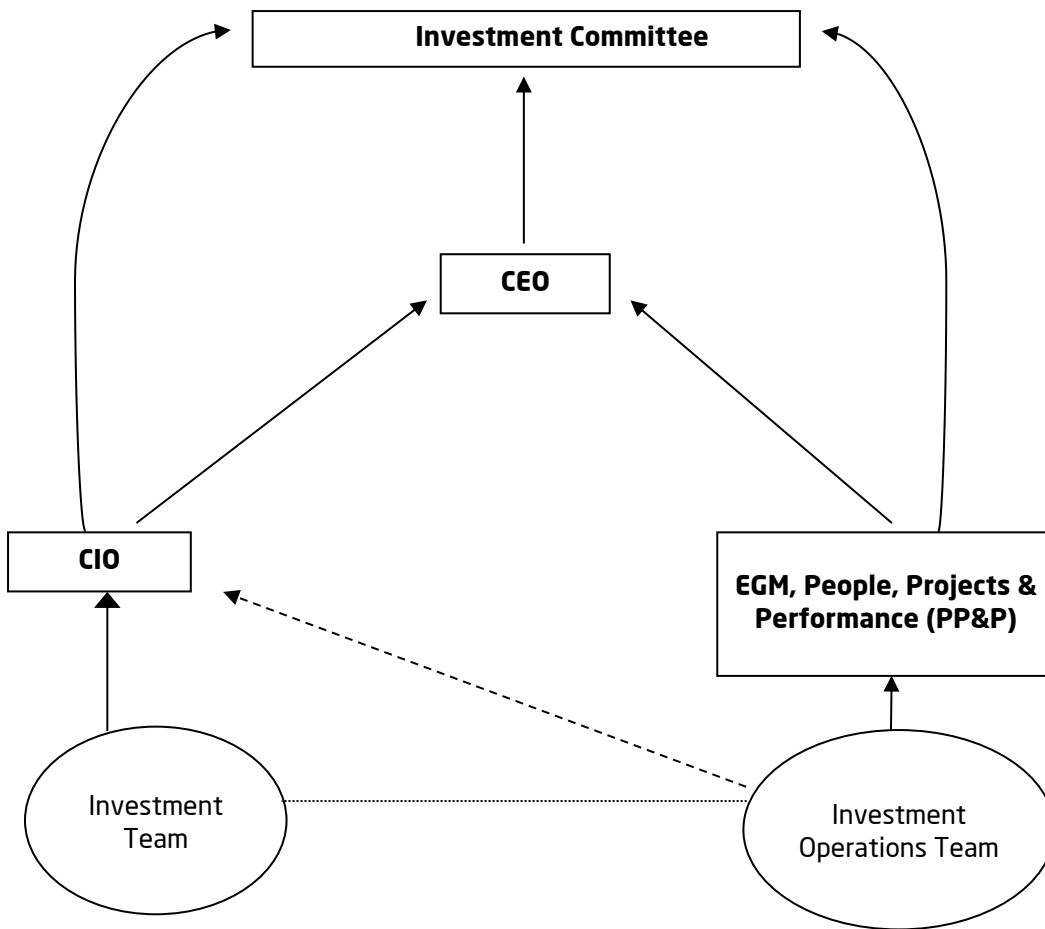 Investment Committee
CEO
CIO
EGM, People, Projects &
Performance (PP&P)
Investment
Team
Investment
Operations Team